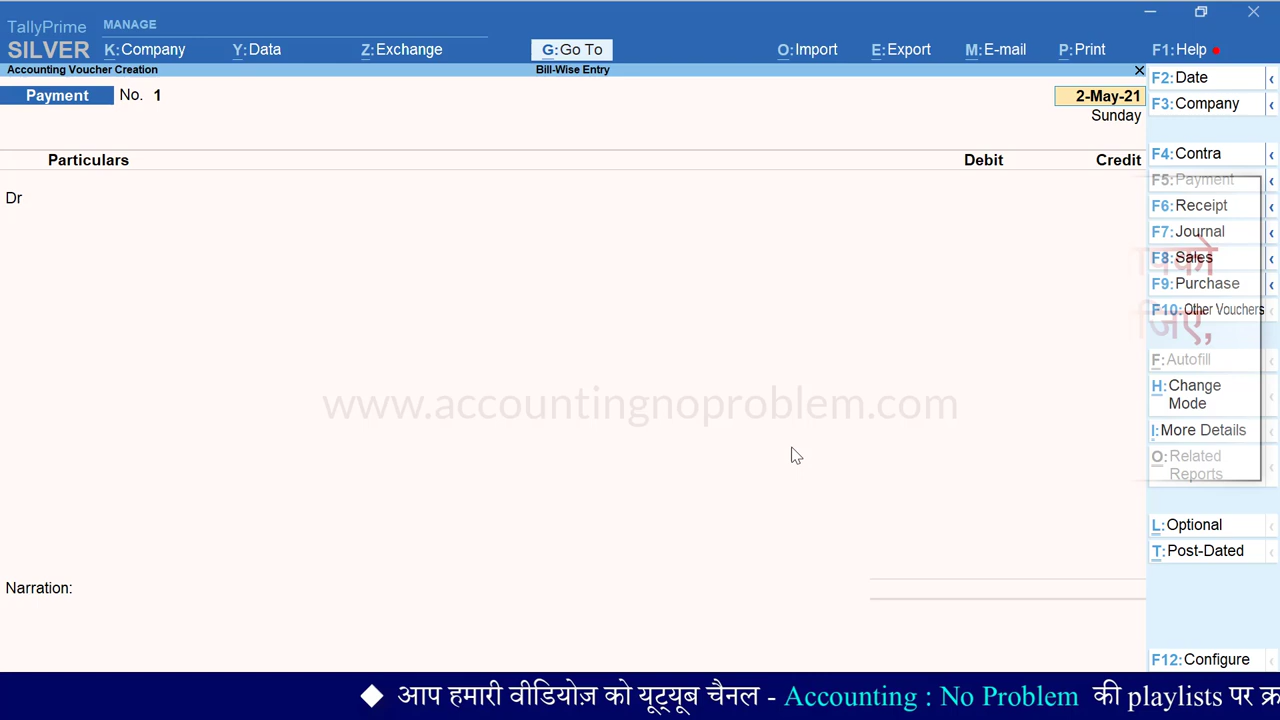 TallyPrime
MANAGE
SILVER
K:Company
Y:Data
Z:Exchange
G:Go To
O:Import
E:Export
M:E-mail
P:Print
F1:Help
Accounting Voucher Creation
Bill-Wise Entry
Payment No. 1
2-May-21
Sunday
Particulars
Debit
Credit
Dr
www.accountingnoproblem.com
Narration:
F2:Date
F3:Company
F4:Contra
F5:Payment
F6:Receipt
F7:Journal
F8:Sales
F9:Purchase
F10:Other Vouchers
F:Autofill
H:Change
Mode
I:More Details
O:Related
Reports
L:Optional
T:Post-Dated
F12:Configure
◆ आप हमारी वीडियोज़ को यूट्यूब चैनल - Accounting : No Problem की playlists पर